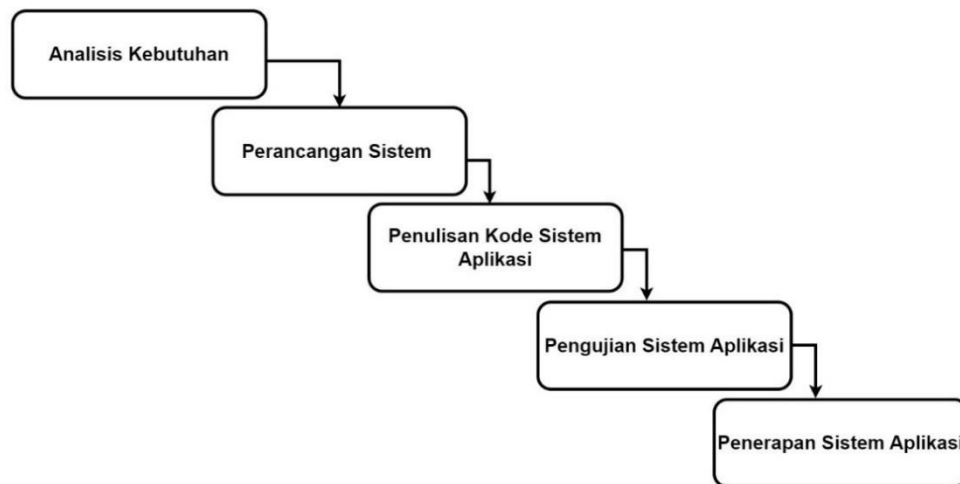 Analisis Kebutuhan
Perancangan Sistem
Penulisan Kode Sistem
Aplikasi
Pengujian Sistem Aplikasi
Penerapan Sistem Aplikasi